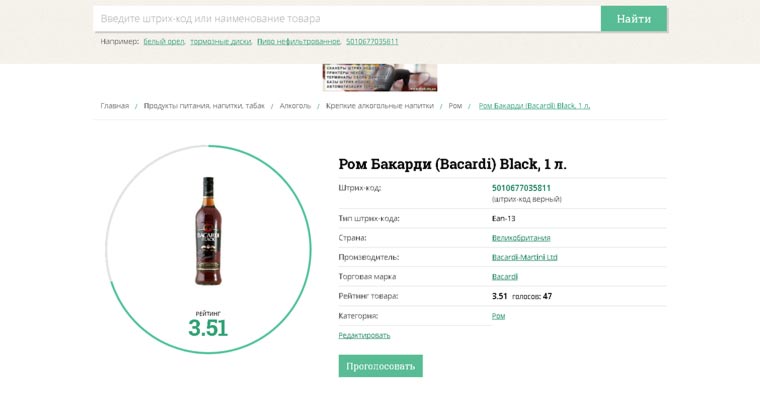 Введите штрих-код или наименование товара
Найти
Например: белый орёл, тормозные диски, Пиво нефильтрованное, 5010677035811
Главная / Продукты питания, напитки, табак / Алкоголь / Крепкие алкогольные напитки / Ром / Ром Бакарди (Bacardi) Black, 1 л.
BACARDI
BLACK
РЕЙТИНГ
3.51
Ром Бакарди (Bacardi) Black, 1 л.
Штрих-код: 5010677035811
(штрих-код верный)
Тип штрих-кода: Ean-13
Страна: Великобритания
Производитель: Bacardi-Martini Ltd
Торговая марка Bacardi
Рейтинг товара: 3.51 голосов: 47
Категория: Ром
Редактировать
Проголосовать